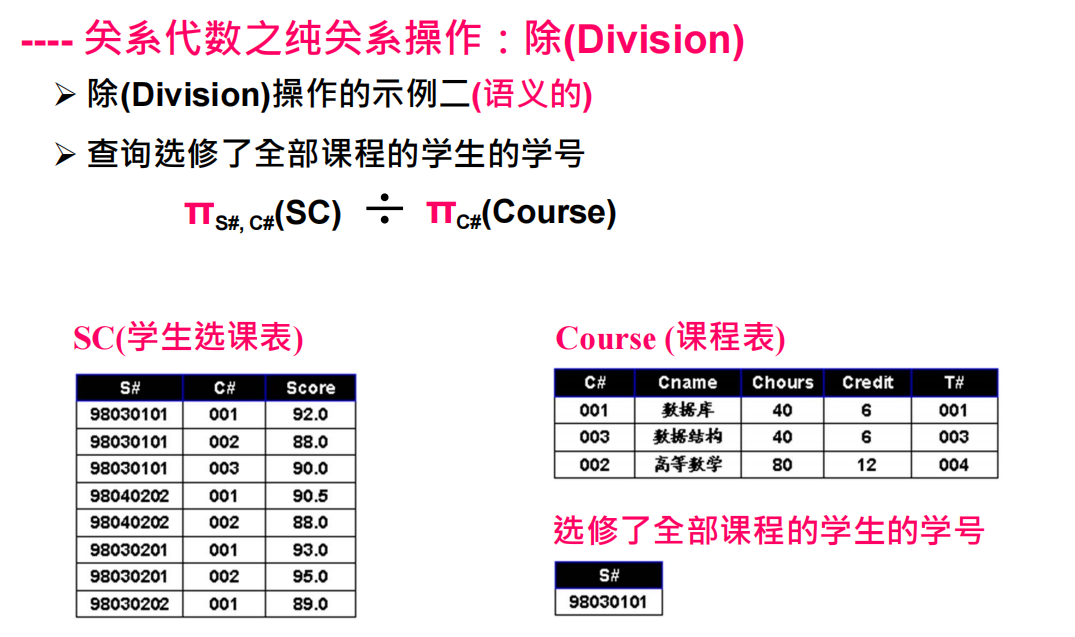 ---- 关系代数之纯关系操作：除(Division)
➢ 除(Division)操作的示例二(语义的)
➢ 查询选修了全部课程的学生的学号
πS#, C#(SC) ÷ πC#(Course)
SC(学生选课表)
S# C# Score
98030101 001 92.0
98030101 002 88.0
98030101 003 90.0
98040202 001 90.5
98040202 002 88.0
98030201 001 93.0
98030201 002 95.0
98030202 001 89.0
Course (课程表)
C# Cname Chours Credit T#
001 数据库 40 6 001
003 数据结构 40 6 003
002 高等数学 80 12 004
选修了全部课程的学生的学号
S#
98030101